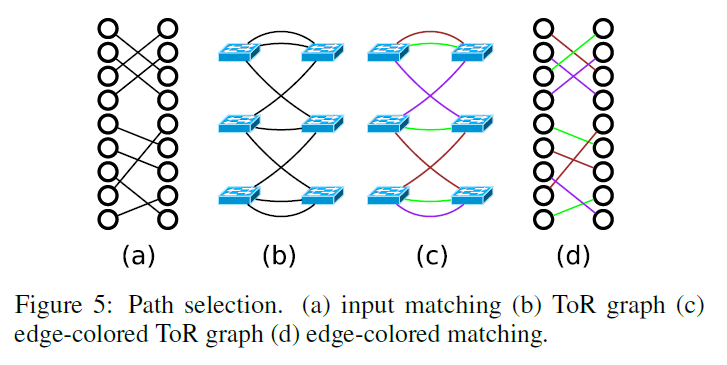 (a) (b) (c) (d)
Figure 5: Path selection. (a) input matching (b) ToR graph (c)
edge-colored ToR graph (d) edge-colored matching.